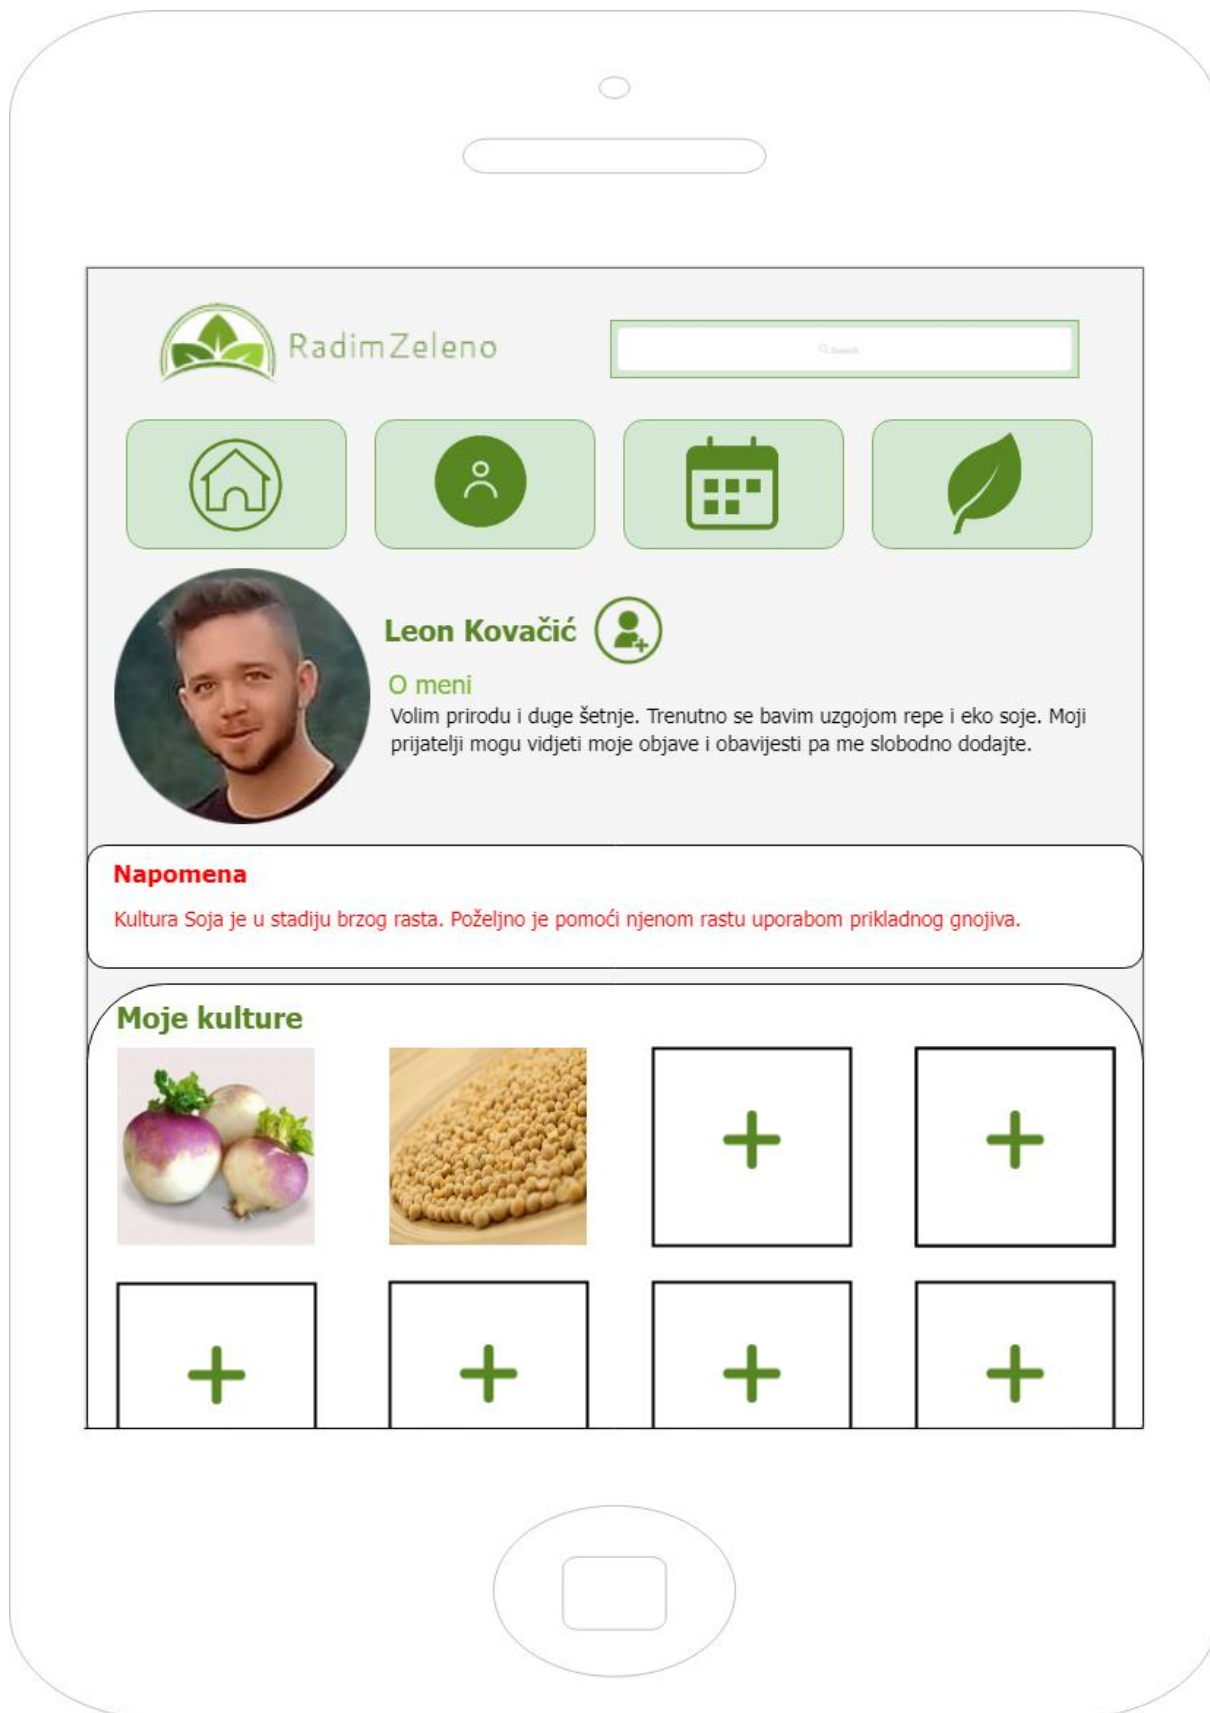 RadimZeleno
Search
Leon Kovačić
O meni
Volim prirodu i duge šetnje. Trenutno se bavim uzgojom repe i eko soje. Moji
prijatelji mogu vidjeti moje objave i obavijesti pa me slobodno dodajte.
Napomena
Kultura Soja je u stadiju brzog rasta. Poželjno je pomoći njenom rastu uporabom prikladnog gnojiva.
Moje kulture